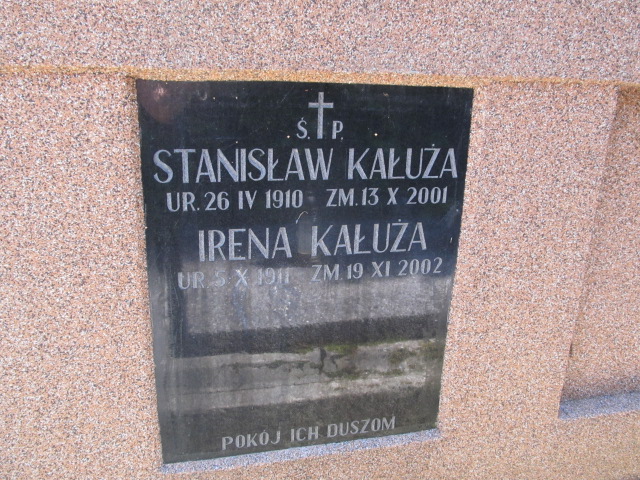 Ś. P.
STANISŁAW KAŁUŻA
UR. 26 IV 1910 ZM. 13 X 2001
IRENA KAŁUŻA
UR. 5 X 1911 ZM 19 XI 2002
POKÓJ ICH DUSZOM